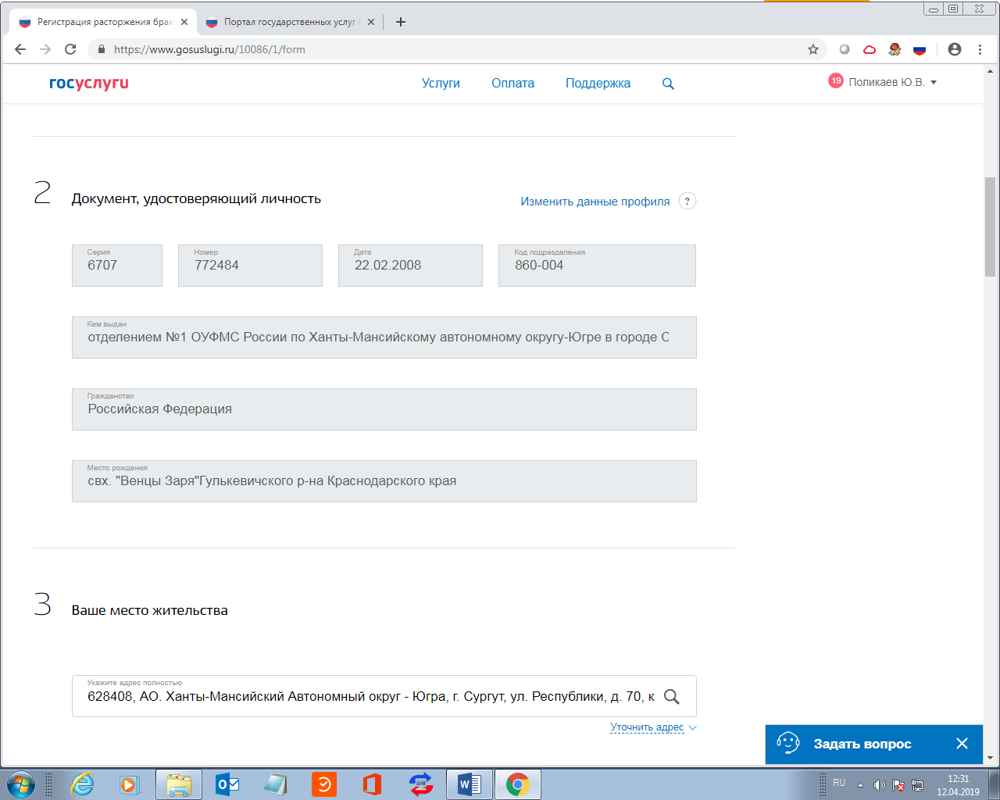 Регистрация расторжения брак
Портал государственных услуг
https://www.gosuslugi.ru/10086/1/form
госуслуги
Услуги
Оплата
Поддержка
19
Поликаев Ю.В.
2
Документ, удостоверяющий личность
Изменить данные профиля
?
Серия
Номер
Дата
Код подразделения
6707
772484
22.02.2008
860-004
Кем выдан
отделением №1 ОУФМС России по Ханты-Мансийскому автономному округу-Югре в городе С
Гражданство
Российская Федерация
Место рождения
свх. "Венцы Заря"Гулькевичского р-на Краснодарского края
3
Ваше место жительства
Укажите адрес полностью
628408, АО. Ханты-Мансийский Автономный округ - Югра, г. Сургут, ул. Республики, д. 70, к
Уточнить адрес
Задать вопрос
RU
12:31
12.04.2019